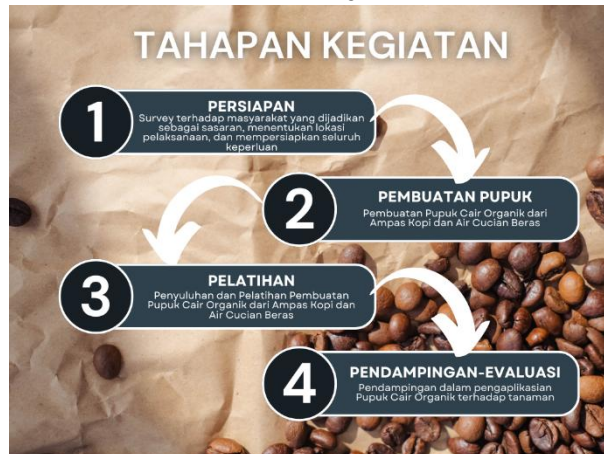 TAHAPAN KEGIATAN
1
PERSIAPAN
Survey terhadap masyarakat yang dijadikan
sebagai sasaran, menentukan lokasi
pelaksanaan, dan mempersiapkan seluruh
keperluan
2
PEMBUATAN PUPUK
Pembuatan Pupuk Cair Organik dari
Ampas Kopi dan Air Cucian Beras
3
PELATIHAN
Penyuluhan dan Pelatihan Pembuatan
Pupuk Cair Organik dari Ampas Kopi dan
Air Cucian Beras
4
PENDAMPINGAN-EVALUASI
Pendampingan dalam pengaplikasian
Pupuk Cair Organik terhadap tanaman